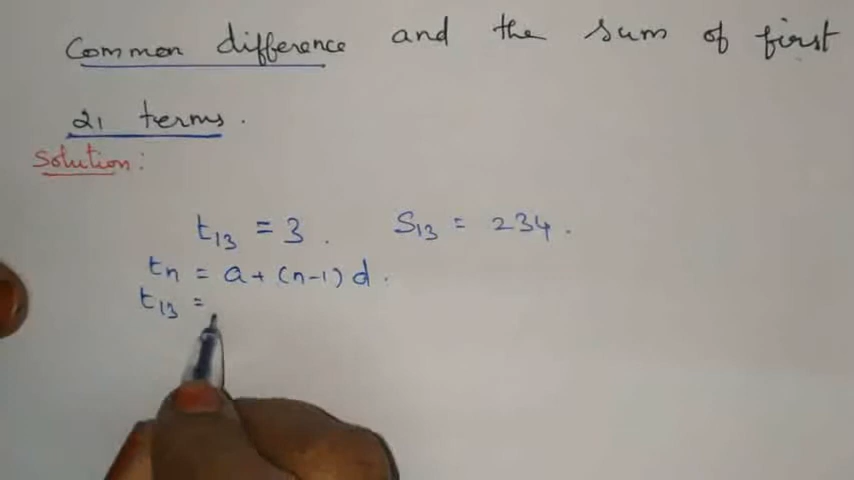 Common difference and the sum of first
21 terms.
Solution:
t₁₃ = 3. S₁₃ = 234.
tₙ = a + (n-1) d.
t₁₃ =